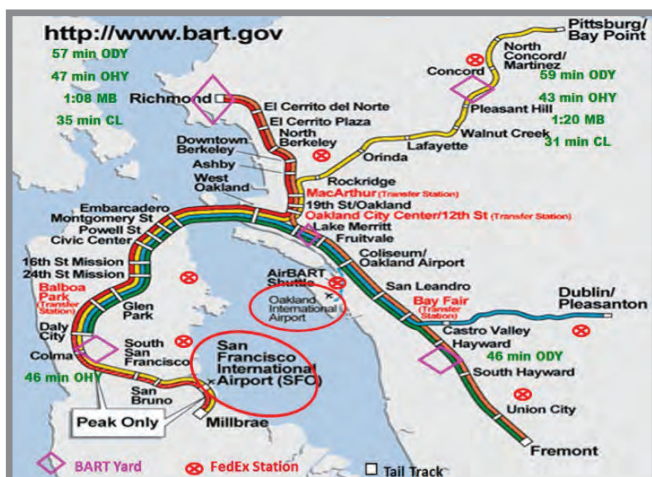 http://www.bart.gov
57 min ODY
47 min OHY
1:08 MB
35 min CL
Richmond
El Cerrito del Norte
El Cerrito Plaza
North
Berkeley
Downtown
Berkeley
Ashby
West
Oakland
Pittsburg/
Bay Point
North
Concord/
Martinez
Concord
59 min ODY
43 min OHY
1:20 MB
31 min CL
Pleasant Hill
Walnut Creek
Lafayette
Orinda
Rockridge
MacArthur (Transfer Station)
19th St/Oakland
Oakland City Center/12th St (Transfer Station)
Lake Merritt
Fruitvale
Coliseum/
Oakland Airport
San Leandro
Bay Fair
(Transfer
Station)
Dublin/
Pleasanton
Castro Valley
Hayward
46 min ODY
South Hayward
Union City
Fremont
Embarcadero
Montgomery St
Powell St
Civic Center
16th St Mission
24th St Mission
Balboa
Park
(Transfer
Station)
Glen
Park
Daly
City
Colma
46 min OHY
South
San
Francisco
San
Bruno
Peak Only
Millbrae
AirBART
Shuttle
Oakland
International
Airport
San
Francisco
International
Airport (SFO)
BART Yard
FedEx Station
Tail Track